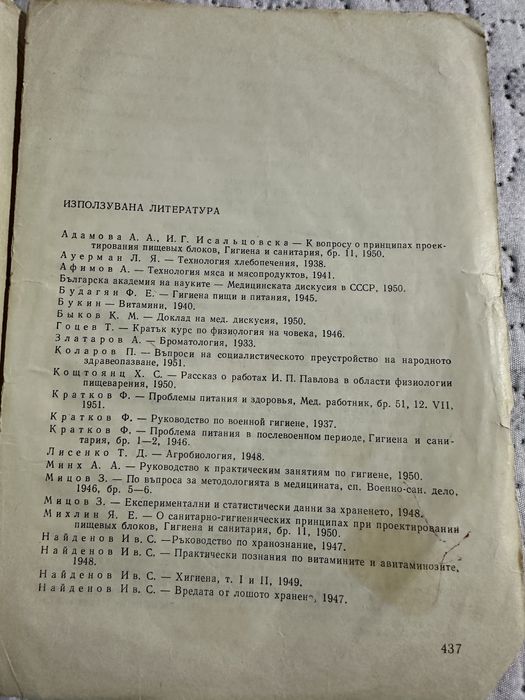 ИЗПОЛЗУВАНА ЛИТЕРАТУРА
Адамова А. А., И. Г. Исальцовска — К вопросу о принципах проек-
тирования пищевых блоков, Гигиена и санитария, бр. 11, 1950.
Ауерман Л. Я. — Технология хлебопечения, 1938.
Афимов А. — Технология мяса и мясопродуктов, 1941.
Българска академия на науките — Медицинската дискусия в СССР, 1950.
Будагян Ф. Е. — Гигиена пищи и питания, 1945.
Букин — Витамини, 1940.
Быков К. М. — Доклад на мед. дискусия, 1950.
Гоцев Т. — Кратък курс по физиология на човека, 1946.
Златаров А. — Броматология, 1933.
Коларов П. — Въпроси на социалистическото преустройство на народното
здравеопазване, 1951.
Коштоянц Х. С. — Рассказ о работах И. П. Павлова в области физиологии
пищеварения, 1950.
Кратков Ф. — Проблемы питания и здоровья, Мед. работник, бр. 51, 12. VII,
1951.
Кратков Ф. — Руководство по военной гигиене, 1937.
Кратков Ф. — Проблема питания в послевоенном периоде, Гигиена и сани-
тария, бр. 1—2, 1946.
Лисенко Т. Д. — Агробиология, 1948.
Минх А. А. — Руководство к практическим занятиям по гигиене, 1950.
Мицов З. — По въпроса за методологията в медицината, сп. Военно-сан. дело,
1946, бр. 5—6.
Мицов З. — Експериментални и статистически данни за храненето, 1948.
Михлин Я. Е. — О санитарно-гигиенических принципах при проектировании
пищевых блоков, Гигиена и санитария, бр. 11, 1950.
Найденов Ив. С. — Ръководство по хранознание, 1947.
Найденов Ив. С. — Практически познания по витамините и авитаминозите,
1948.
Найденов Ив. С. — Хигиена, т. I и II, 1949.
Найденов Ив. С. — Вредата от лошото хранене, 1947.
437